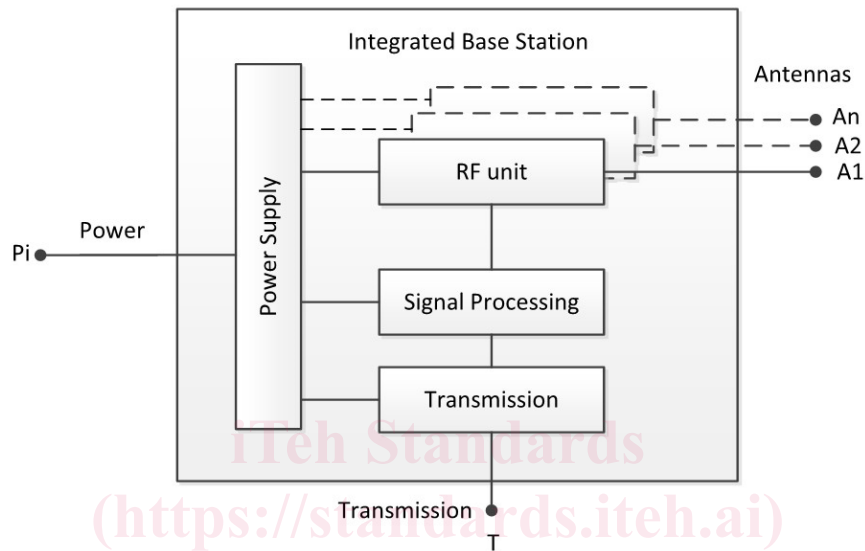 Integrated Base Station
Antennas
An
A2
A1
RF unit
Power
Pi
Power Supply
Signal Processing
Transmission
iTeh Standards
Transmission
(https://standards.iteh.ai)
T